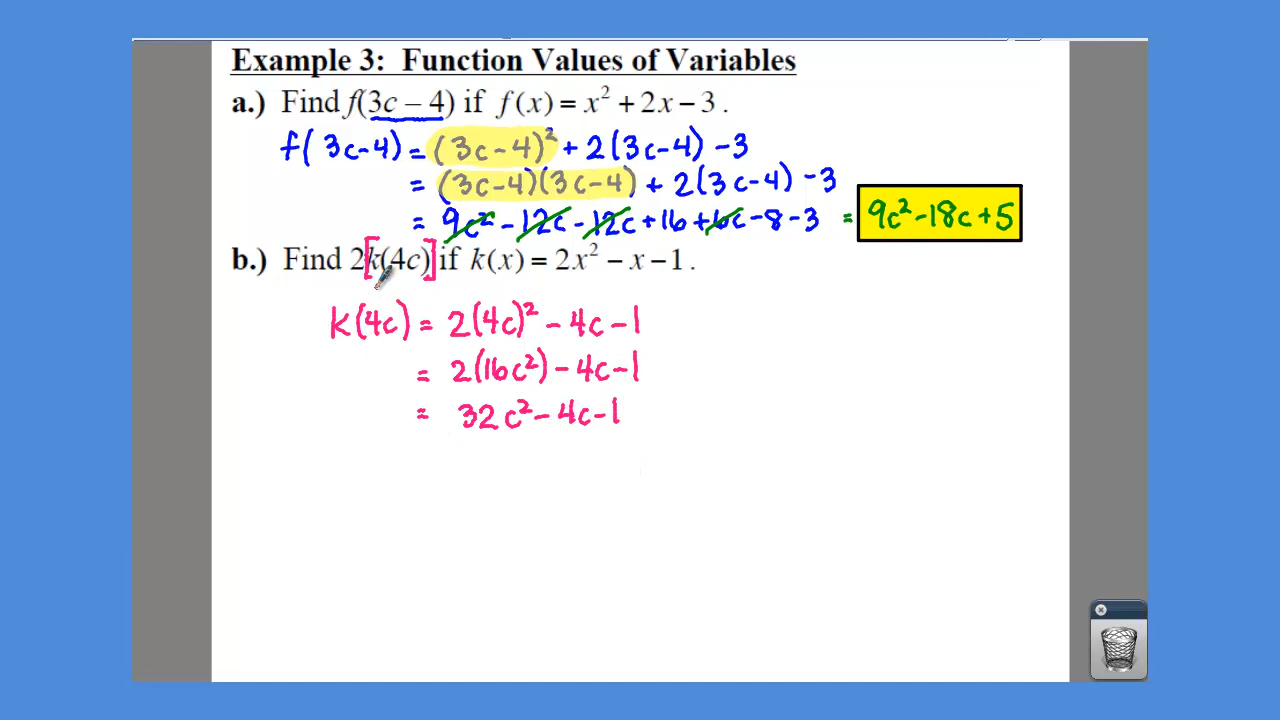 Example 3: Function Values of Variables
a.) Find f(3c – 4) if f(x) = x² + 2x – 3 .
f( 3c-4) = (3c-4)² + 2(3c-4) -3
= (3c-4)(3c-4) + 2(3c-4) -3
= 9c² -12c -12c +16 +6c -8 -3 = 9c² -18c +5
b.) Find 2[k(4c)] if k(x) = 2x² – x – 1 .
k(4c) = 2(4c)² - 4c -1
= 2(16c²) - 4c -1
= 32c² - 4c -1